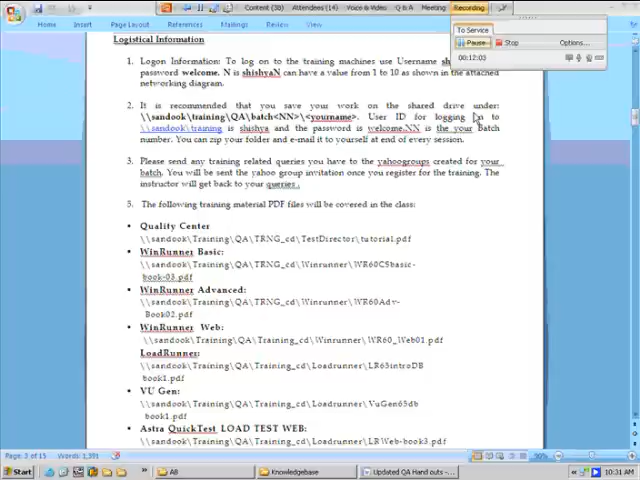 Content (38) Attendees (14) Voice & Video Q & A Meeting Recording
Home Insert Page Layout References Mailings Review View
To Service
Pause Stop Options...
00:12:03
Logistical Information:
1. Logon Information: To log on to the training machines use Username
password welcome. N is shishyaN can have a value from 1 to 10 as shown in the attached
networking diagram.
2. It is recommended that you save your work on the shared drive under:
\\sandook\training\QA\batch<NN>\<yourname>. User ID for logging on to
\\sandook\training is shishya and the password is welcome.NN is the your batch
number. You can zip your folder and e-mail it to yourself at end of every session.
3. Please send any training related queries you have to the yahoogroups created for your
batch. You will be sent the yahoo group invitation once you register for the training. The
instructor will get back to your queries .
5. The following training material PDF files will be covered in the class:
• Quality Center
\\sandook\Training\QA\TRNG_cd\TestDirector\tutorial.pdf
• WinRunner Basic:
\\sandook\Training\QA\TRNG_cd\Winrunner\WR60CSbasic-
book-03.pdf
• WinRunner Advanced:
\\sandook\Training\QA\TRNG_cd\Winrunner\WR60Adv-
Book02.pdf
• WinRunner Web:
\\sandook\Training\QA\Training_cd\Winrunner\WR60_Web01.pdf
LoadRunner:
\\sandook\Training\QA\Training_cd\Loadrunner\LR63introDB
book1.pdf
• VU Gen:
\\sandook\Training\QA\Training_cd\Loadrunner\VuGen65db
book1.pdf
• Astra QuickTest LOAD TEST WEB:
\\sandook\Training\QA\Training_cd\Loadrunner\LRWeb-book3.pdf
Page: 3 of 15 Words: 1,391 90%
Start AB Knowledgebase Updated QA Hand outs -... 10:31 AM